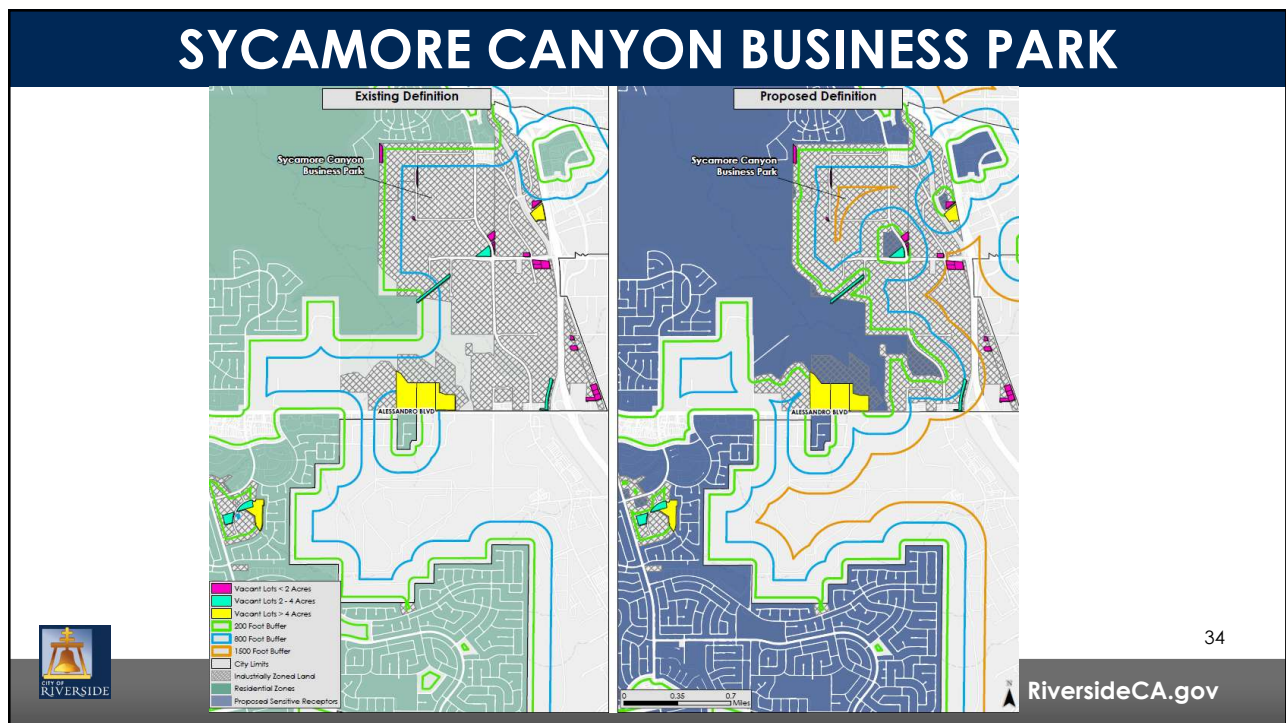 SYCAMORE CANYON BUSINESS PARK
Existing Definition
Sycamore Canyon
Business Park
ALESSANDRO BLVD
Vacant Lots < 2 Acres
Vacant Lots 2 - 4 Acres
Vacant Lots > 4 Acres
200 Foot Buffer
800 Foot Buffer
1500 Foot Buffer
City Limits
Industrially Zoned Land
Residential Zones
Proposed Sensitive Receptors
Proposed Definition
Sycamore Canyon
Business Park
ALESSANDRO BLVD
0 0.35 0.7
Miles
N
34
CITY OF
RIVERSIDE
RiversideCA.gov